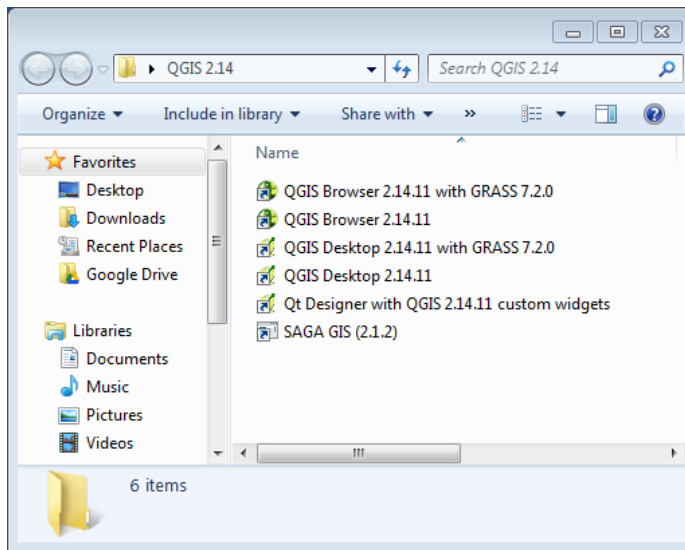 QGIS 2.14
Search QGIS 2.14
Organize
Include in library
Share with
»
Favorites
Desktop
Downloads
Recent Places
Google Drive
Libraries
Documents
Music
Pictures
Videos
Name
QGIS Browser 2.14.11 with GRASS 7.2.0
QGIS Browser 2.14.11
QGIS Desktop 2.14.11 with GRASS 7.2.0
QGIS Desktop 2.14.11
Qt Designer with QGIS 2.14.11 custom widgets
SAGA GIS (2.1.2)
6 items